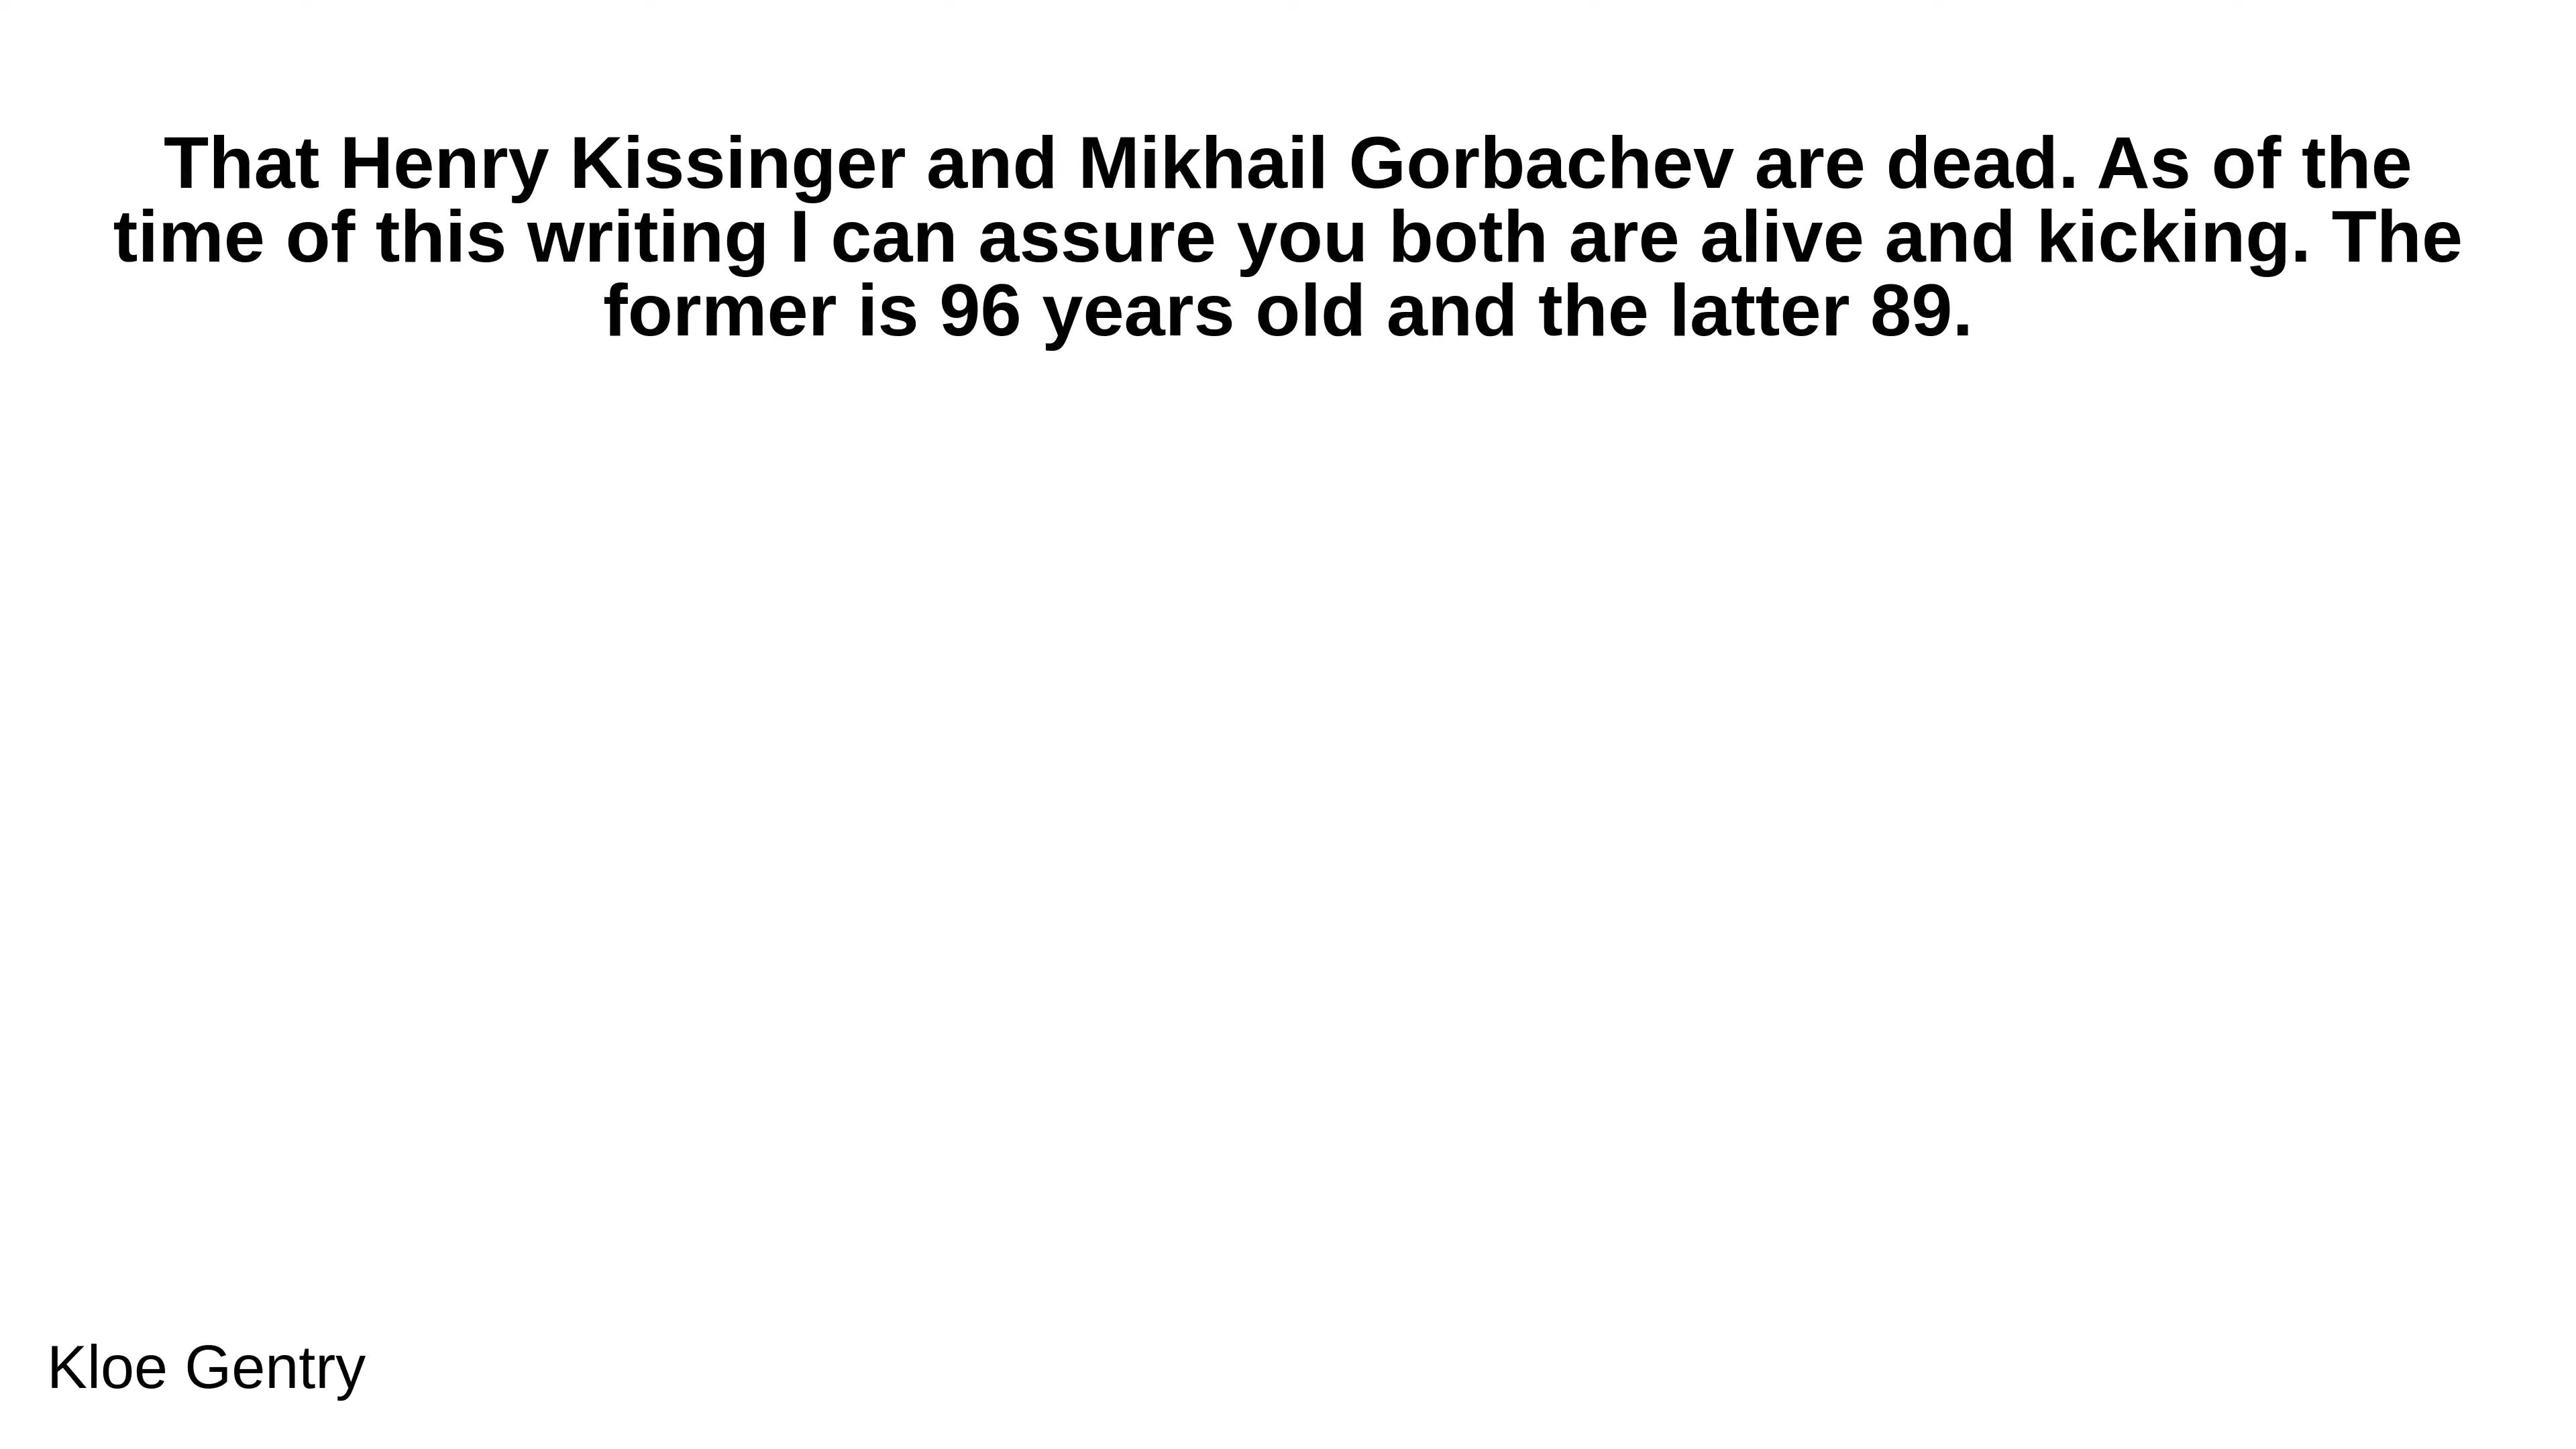 That Henry Kissinger and Mikhail Gorbachev are dead. As of the
time of this writing I can assure you both are alive and kicking. The
former is 96 years old and the latter 89.
Kloe Gentry